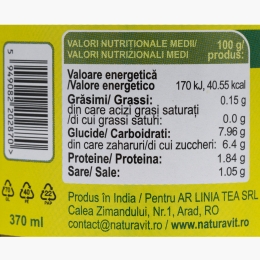 VALORI NUTRITIONALE MEDII/
VALORI NUTRIZIONALI MEDI
100 g/
produs:
Valoare energetică
/Valore energetico 170 kJ, 40.55 kcal
Grăsimi/ Grassi: 0.15 g
din care acizi grași saturați
/di cui grassi saturi: 0.0 g
Glucide/ Carboidrati: 7.96 g
din care zaharuri/di cui zuccheri: 6.4 g
Proteine/ Proteina: 1.84 g
Sare/ Sale: 1.05 g
Produs în India / Pentru AR LINIA TEA SRL
Calea Zimandului, Nr.1, Arad, RO
contact@naturavit.ro / www.naturavit.ro
5949082202870
370 ml